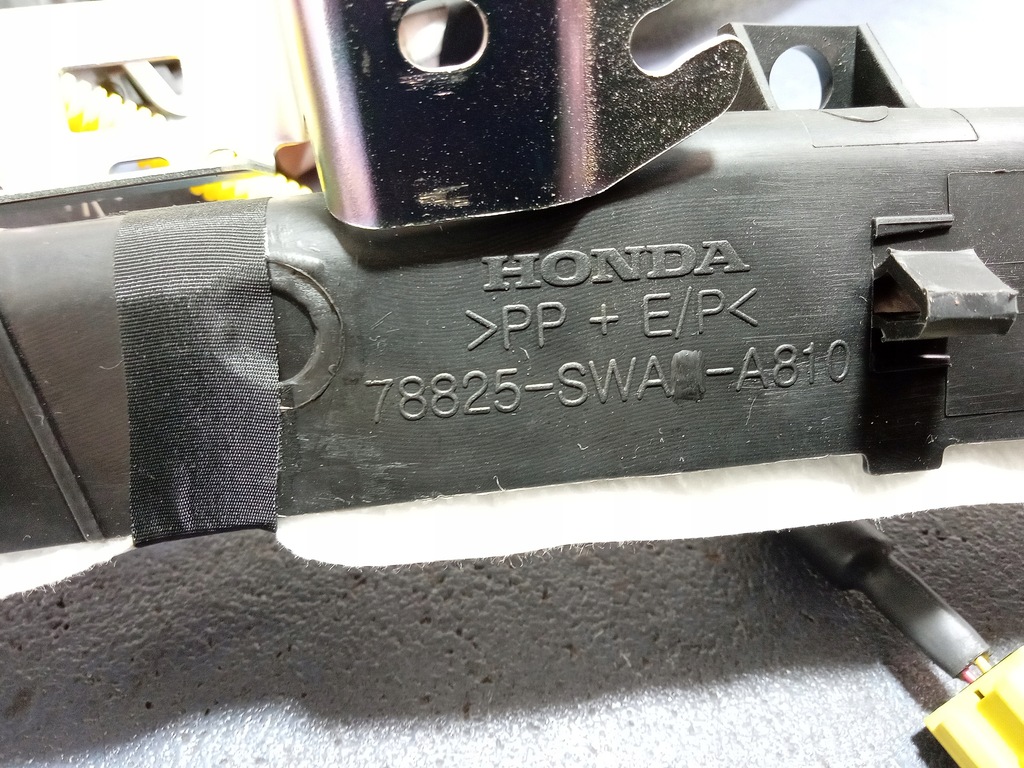 HONDA
>PP + E/P<
78825-SWA -A810